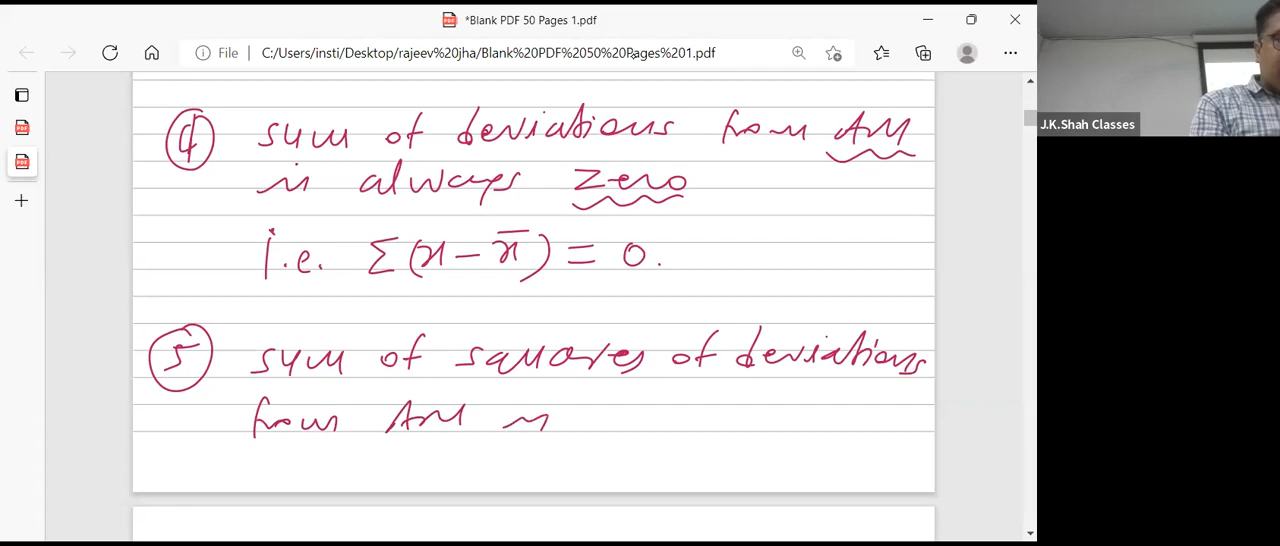 *Blank PDF 50 Pages 1.pdf
File C:/Users/insti/Desktop/rajeev%20jha/Blank%20PDF%2050%20Pages%201.pdf
J.K.Shah Classes
④ sum of deviations from AM
is always zero
i.e. Σ(x - x̄) = 0.
⑤ sum of squares of deviations
from AM is